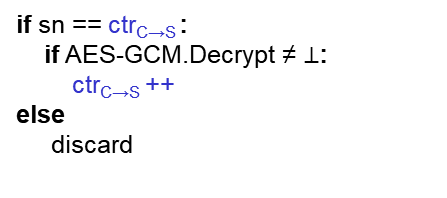 if sn == ctrC→S:
if AES-GCM.Decrypt ≠ ⊥:
ctrC→S ++
else
discard